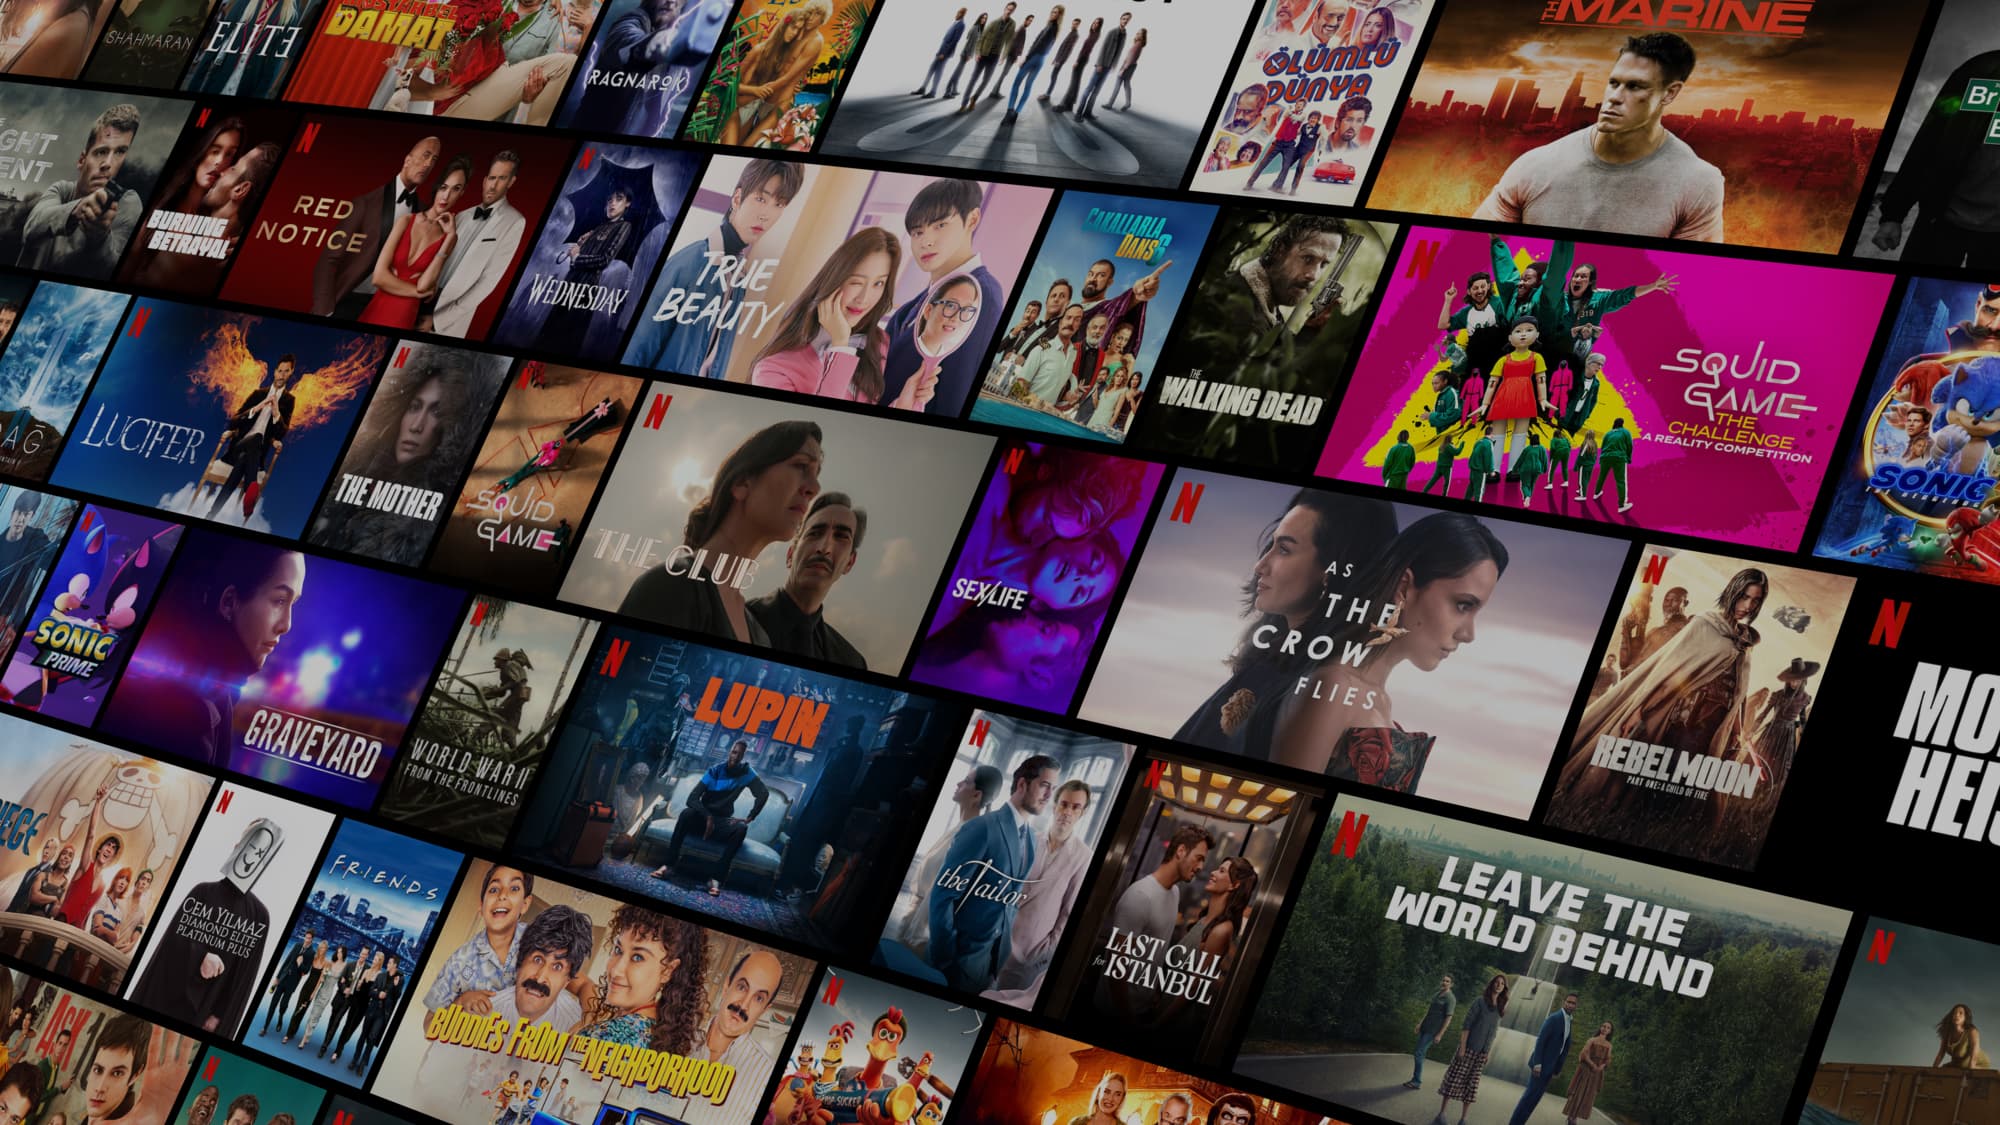 SHAHMARAN
ELITE
DAMAT
RAGNARÖK
ÖLÜMLÜ
DÜNYA
THE
MARINE
Br
BURNING
BETRAYAL
RED
NOTICE
WEDNESDAY
TRUE
BEAUTY
ÇAKALLARLA
DANS 6
THE
WALKING DEAD
SQUID
GAME
THE
CHALLENGE
A REALITY COMPETITION
SONIC
LUCIFER
THE MOTHER
SQUID
GAME
THE CLUB
SEX/LIFE
AS
THE
CROW
FLIES
REBEL MOON
PART ONE: A CHILD OF FIRE
SONIC
PRIME
GRAVEYARD
WORLD WAR II
FROM THE FRONTLINES
LUPIN
the Tailor
LAST CALL
for ISTANBUL
LEAVE THE
WORLD BEHIND
CEM YILMAZ
DIAMOND ELITE
PLATINUM PLUS
F·R·I·E·N·D·S
BUDDIES FROM THE NEIGHBORHOOD
AŞK